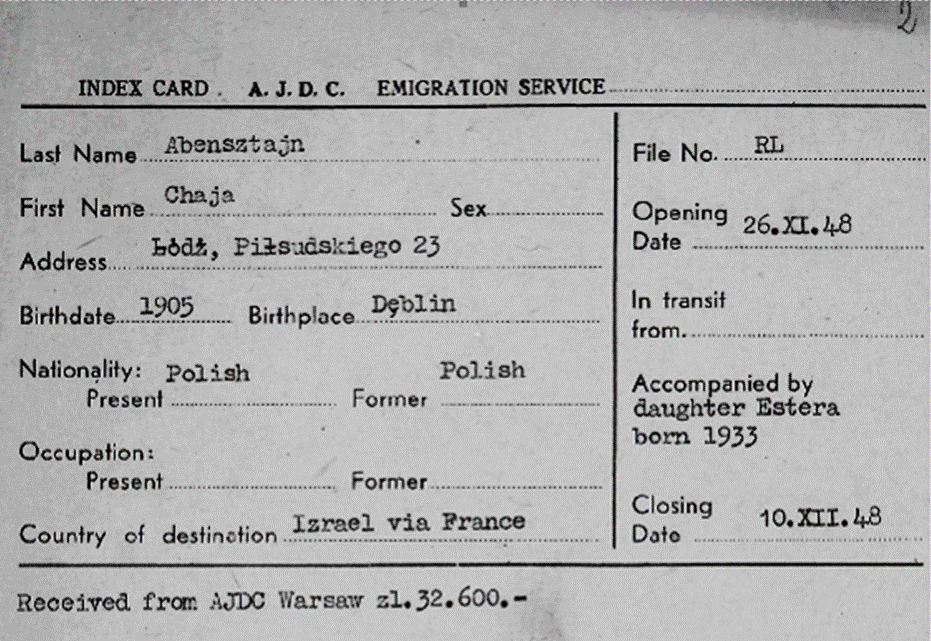 2
INDEX CARD. A. J. D. C. EMIGRATION SERVICE
Last Name Abensztajn
First Name Chaja Sex
Address Łódź, Piłsudskiego 23
Birthdate 1905 Birthplace Dęblin
Nationality: Polish Polish
Present Former
Occupation:
Present Former
Country of destination Izrael via France
File No. RL
Opening
Date 26.XI.48
In transit
from.
Accompanied by
daughter Estera
born 1933
Closing
Date 10.XII.48
Received from AJDC Warsaw zl.32.600.-